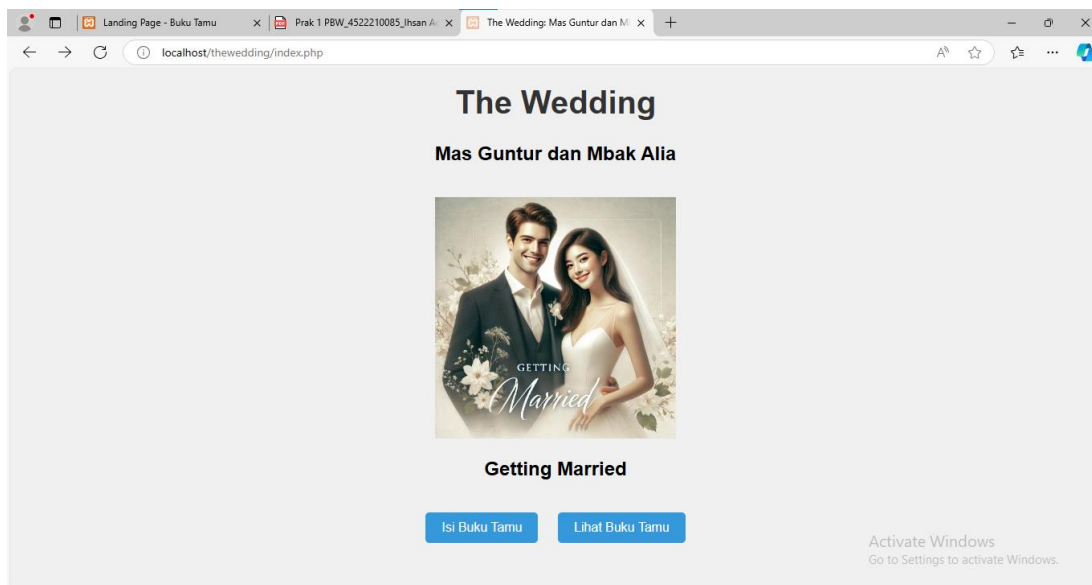 Landing Page - Buku Tamu
Prak 1 PBW_4522210085_Ihsan A
The Wedding: Mas Guntur dan M
localhost/thewedding/index.php
The Wedding
Mas Guntur dan Mbak Alia
GETTING
Married
Getting Married
Isi Buku Tamu
Lihat Buku Tamu
Activate Windows
Go to Settings to activate Windows.